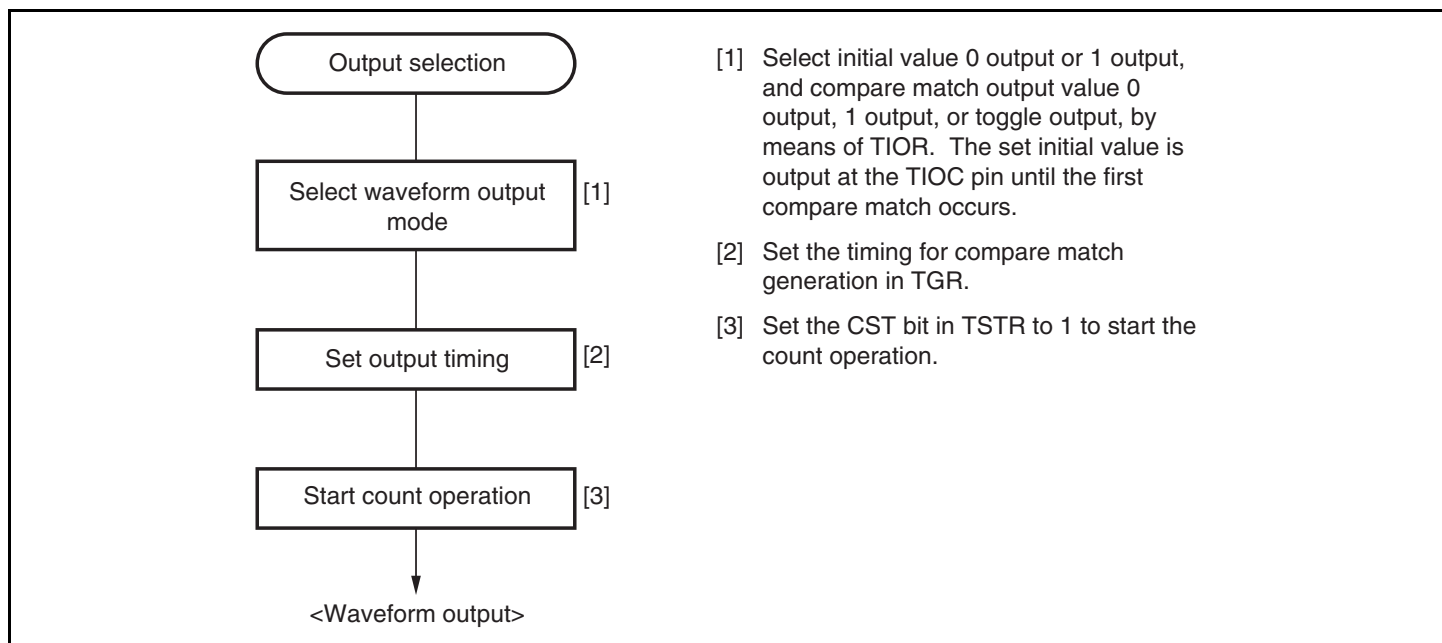 Output selection
Select waveform output
mode
[1]
Set output timing
[2]
Start count operation
[3]
<Waveform output>
[1] Select initial value 0 output or 1 output,
and compare match output value 0
output, 1 output, or toggle output, by
means of TIOR. The set initial value is
output at the TIOC pin until the first
compare match occurs.
[2] Set the timing for compare match
generation in TGR.
[3] Set the CST bit in TSTR to 1 to start the
count operation.